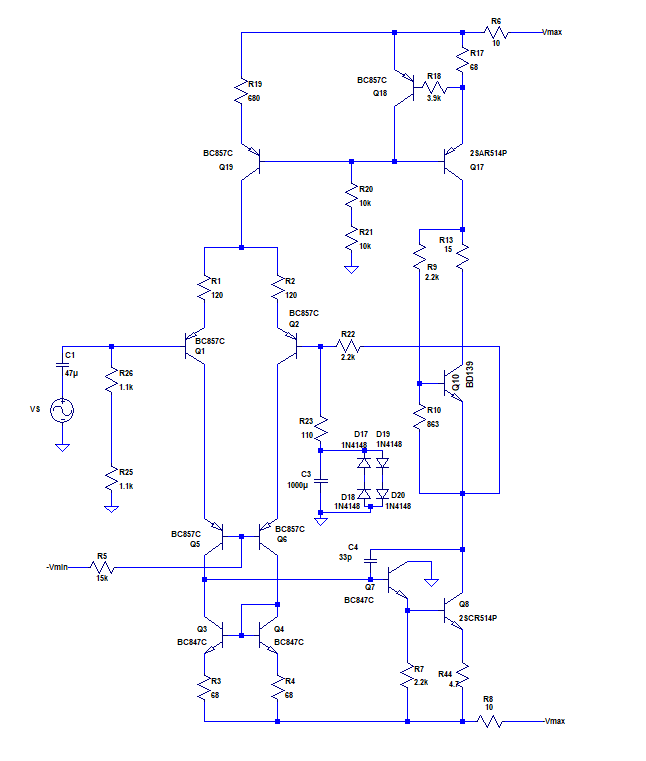 R6
10
Vmax
R17
68
BC857C
Q18
R18
3.9k
R19
680
BC857C
Q19
2SAR514P
Q17
R20
10k
R21
10k
R13
15
R9
2.2k
R1
120
R2
120
BC857C
Q2
BC857C
Q1
R22
2.2k
C1
47µ
R26
1.1k
Q10
BD139
VS
R23
110
R10
863
D17
1N4148
D19
1N4148
R25
1.1k
C3
1000µ
D18
1N4148
D20
1N4148
BC857C
Q5
BC857C
Q6
-Vmin
R5
15k
C4
33p
Q7
BC847C
Q8
2SCR514P
Q3
BC847C
Q4
BC847C
R3
68
R4
68
R7
2.2k
R44
4.7
R8
10
Vmax